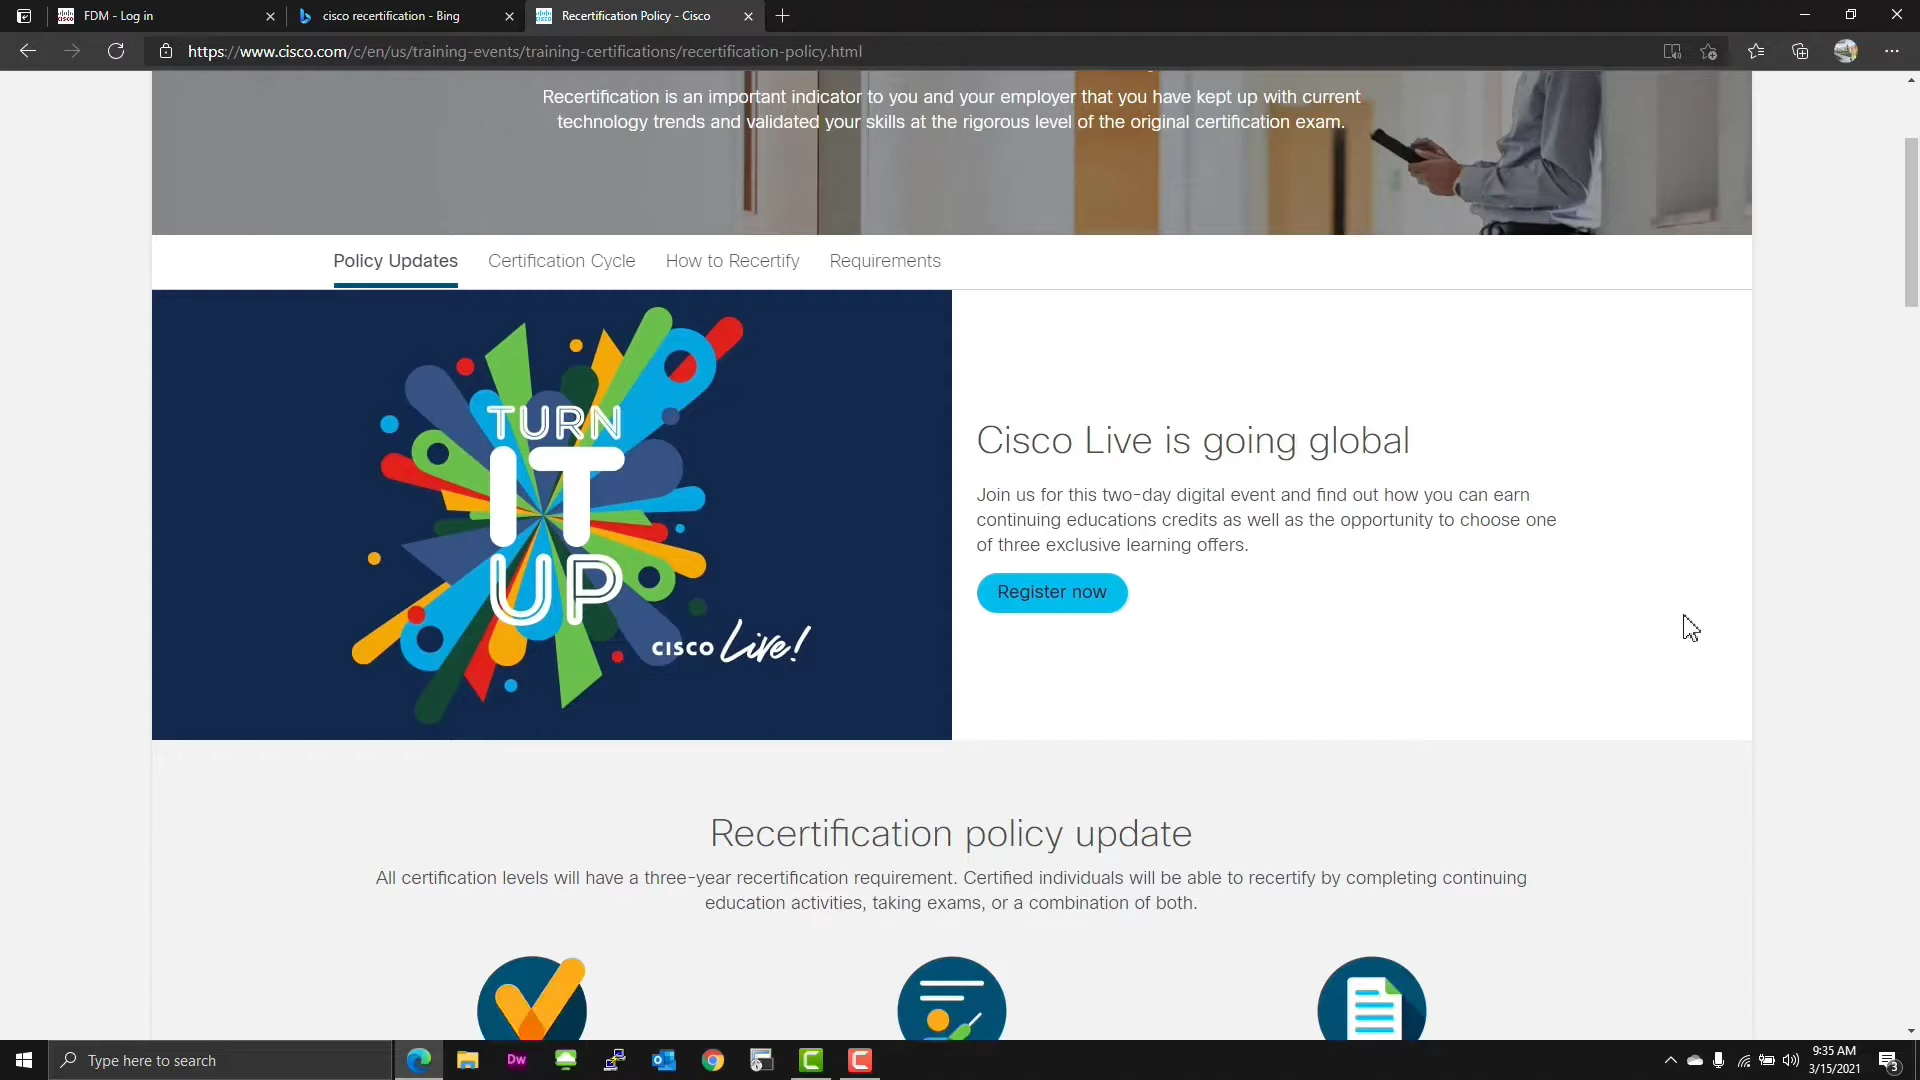 FDM - Log in
cisco recertification - Bing
Recertification Policy - Cisco
https://www.cisco.com/c/en/us/training-events/training-certifications/recertification-policy.html
Recertification is an important indicator to you and your employer that you have kept up with current
technology trends and validated your skills at the rigorous level of the original certification exam.
Policy Updates
Certification Cycle
How to Recertify
Requirements
TURN
IT
UP
CISCO Live!
Cisco Live is going global
Join us for this two-day digital event and find out how you can earn
continuing educations credits as well as the opportunity to choose one
of three exclusive learning offers.
Register now
Recertification policy update
All certification levels will have a three-year recertification requirement. Certified individuals will be able to recertify by completing continuing
education activities, taking exams, or a combination of both.
Type here to search
Dw
9:35 AM
3/15/2021
3